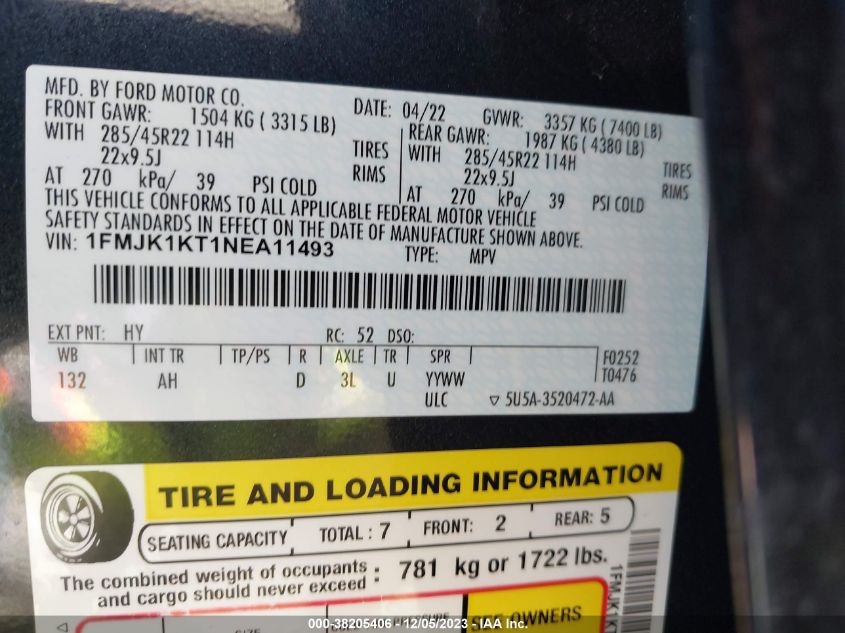 MFD. BY FORD MOTOR CO.
DATE: 04/22 GVWR: 3357 KG ( 7400 LB)
FRONT GAWR: 1504 KG ( 3315 LB) REAR GAWR: 1987 KG ( 4380 LB)
WITH 285/45R22 114H TIRES WITH 285/45R22 114H TIRES
22x9.5J RIMS 22x9.5J RIMS
AT 270 kPa/ 39 PSI COLD AT 270 kPa/ 39 PSI COLD
THIS VEHICLE CONFORMS TO ALL APPLICABLE FEDERAL MOTOR VEHICLE
SAFETY STANDARDS IN EFFECT ON THE DATE OF MANUFACTURE SHOWN ABOVE.
VIN: 1FMJK1KT1NEA11493 TYPE: MPV
EXT PNT: HY RC: 52 DSO:
WB INT TR TP/PS R AXLE TR SPR F0252
132 AH D 3L U YYWW T0476
ULC ▽ 5U5A-3520472-AA
TIRE AND LOADING INFORMATION
SEATING CAPACITY TOTAL : 7 FRONT: 2 REAR: 5
The combined weight of occupants and cargo should never exceed : 781 kg or 1722 lbs.
SEE OWNERS
000-38205406 - 12/05/2023 - IAA Inc.